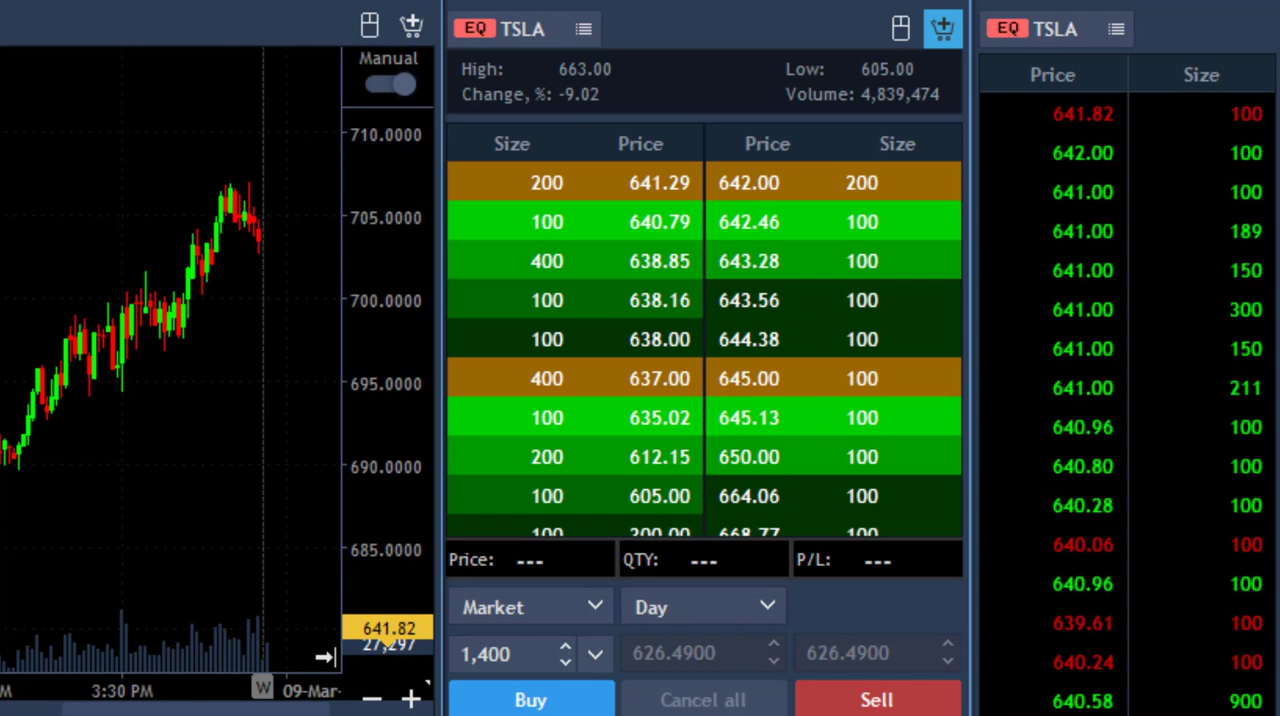 Manual
710.0000
705.0000
700.0000
695.0000
690.0000
685.0000
641.82
27,297
M 3:30 PM W 09-Mar-
EQ TSLA
High: 663.00 Low: 605.00
Change, %: -9.02 Volume: 4,839,474
Size Price Price Size
200 641.29 642.00 200
100 640.79 642.46 100
400 638.85 643.28 100
100 638.16 643.56 100
100 638.00 644.38 100
400 637.00 645.00 100
100 635.02 645.13 100
200 612.15 650.00 100
100 605.00 664.06 100
100 200.00 668.77 100
Price: --- QTY: --- P/L: ---
Market Day
1,400 626.4900 626.4900
Buy Cancel all Sell
EQ TSLA
Price Size
641.82 100
642.00 100
641.00 100
641.00 189
641.00 150
641.00 300
641.00 150
641.00 211
640.96 100
640.80 100
640.28 100
640.06 100
640.96 100
639.61 100
640.24 100
640.58 900